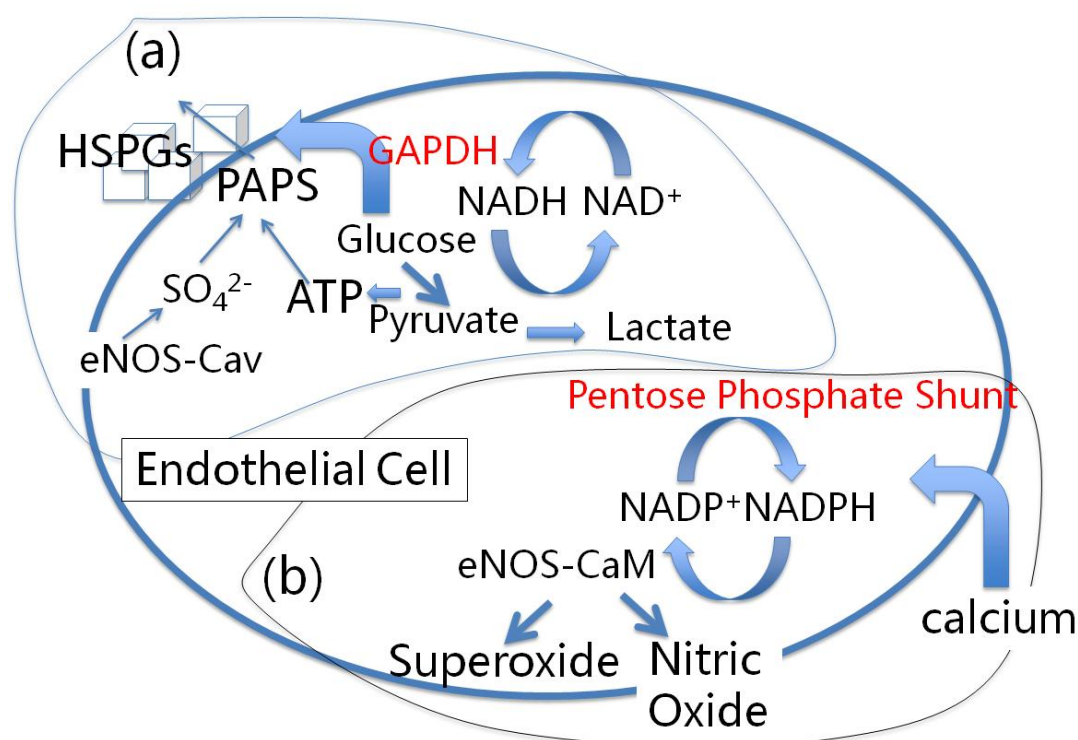 (a)
HSPGs
PAPS
GAPDH
NADH NAD⁺
Glucose
SO₄²⁻
ATP
Pyruvate
Lactate
eNOS-Cav
Pentose Phosphate Shunt
Endothelial Cell
NADP⁺NADPH
(b)
eNOS-CaM
calcium
Superoxide
Nitric
Oxide